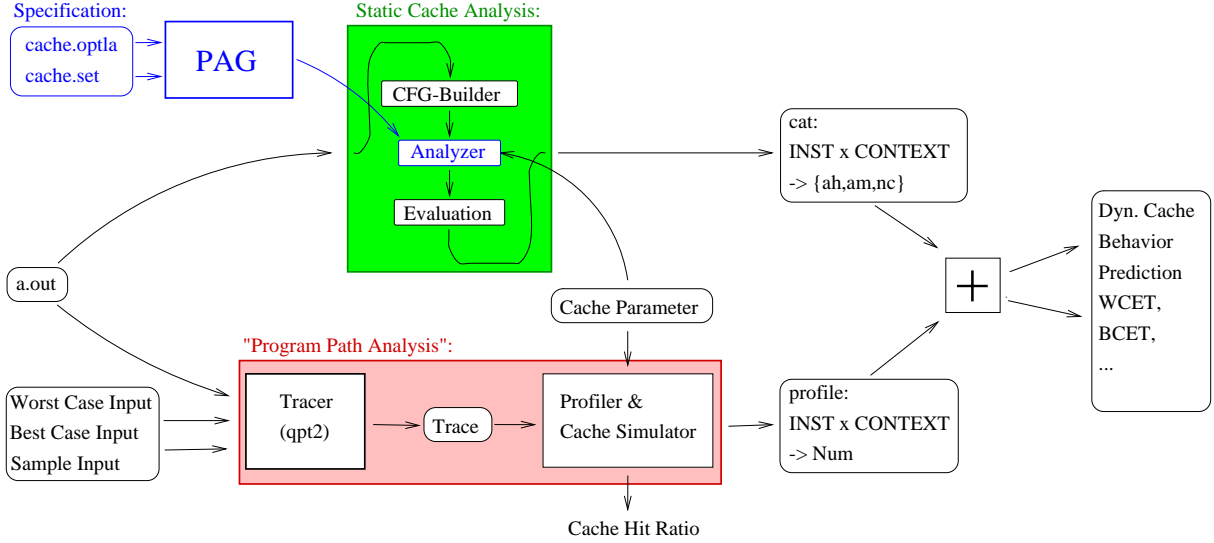 Specification:
cache.optla
cache.set
PAG
Static Cache Analysis:
CFG-Builder
Analyzer
Evaluation
cat:
INST x CONTEXT
-> {ah,am,nc}
a.out
Cache Parameter
+
Dyn. Cache
Behavior
Prediction
WCET,
BCET,
...
"Program Path Analysis":
Worst Case Input
Best Case Input
Sample Input
Tracer
(qpt2)
Trace
Profiler &
Cache Simulator
profile:
INST x CONTEXT
-> Num
Cache Hit Ratio